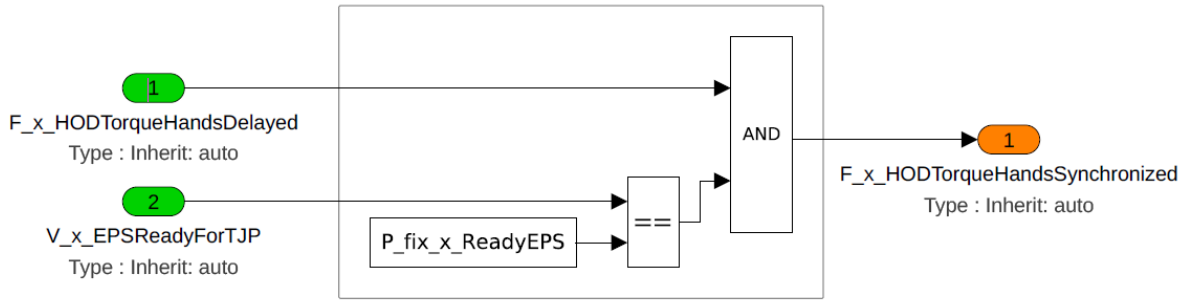 1
F_x_HODTorqueHandsDelayed
Type : Inherit: auto
2
V_x_EPSReadyForTJP
Type : Inherit: auto
P_fix_x_ReadyEPS
==
AND
1
F_x_HODTorqueHandsSynchronized
Type : Inherit: auto